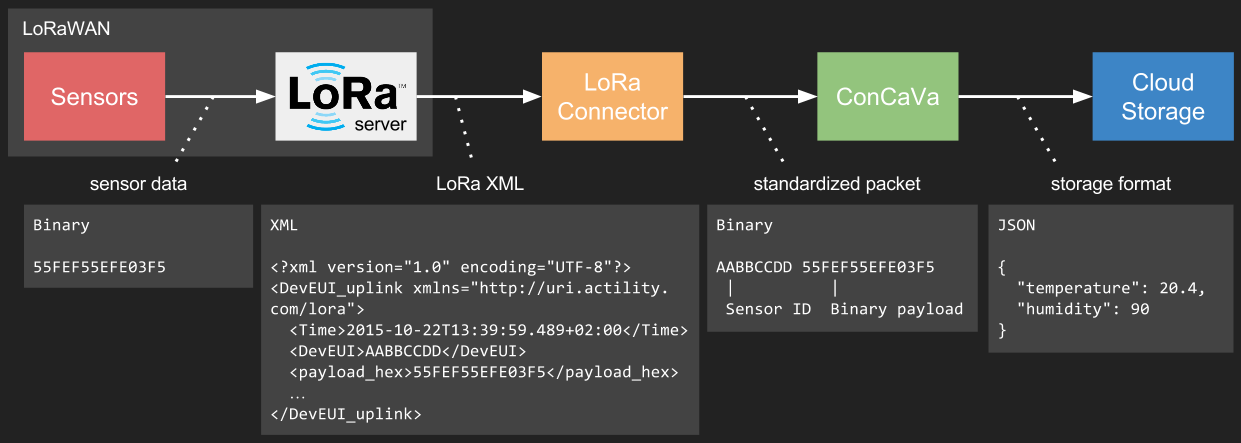 LoRaWAN
Sensors
LoRa™
server
LoRa
Connector
ConCaVa
Cloud
Storage
sensor data
LoRa XML
standardized packet
storage format
Binary
55FEF55EFE03F5
XML
<?xml version="1.0" encoding="UTF-8"?>
<DevEUI_uplink xmlns="http://uri.actility.
com/lora">
  <Time>2015-10-22T13:39:59.489+02:00</Time>
  <DevEUI>AABBCCDD</DevEUI>
  <payload_hex>55FEF55EFE03F5</payload_hex>
  …
</DevEUI_uplink>
Binary
AABBCCDD 55FEF55EFE03F5
 |          |
 Sensor ID  Binary payload
JSON
{
  "temperature": 20.4,
  "humidity": 90
}